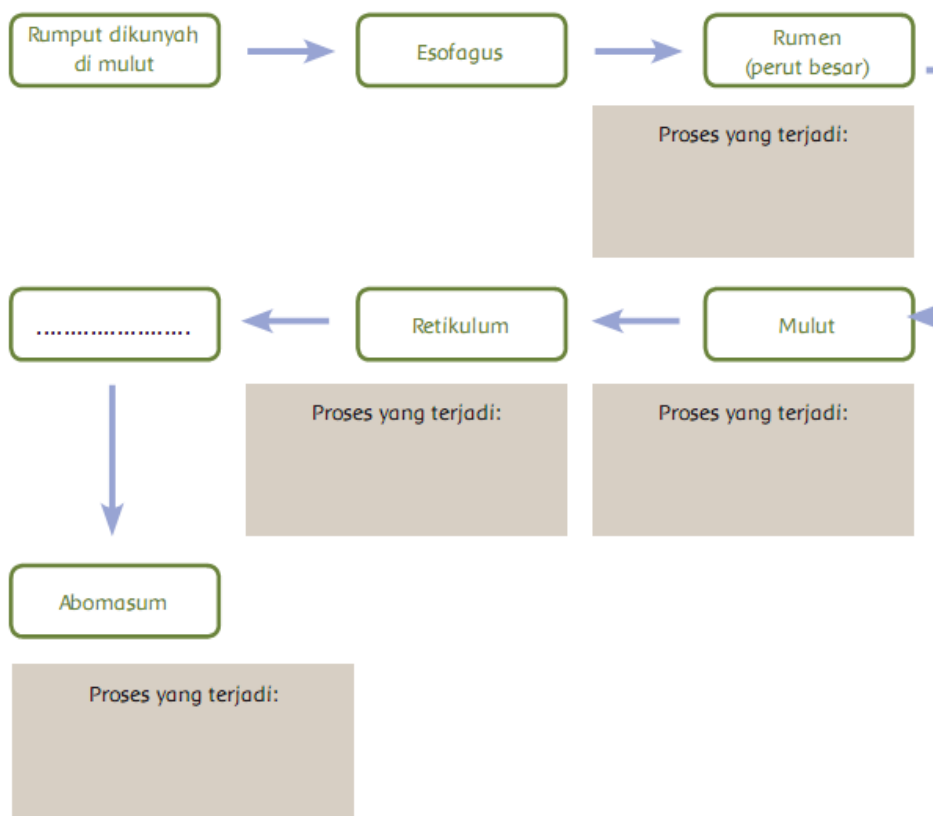 Rumput dikunyah
di mulut
Esofagus
Rumen
(perut besar)
Proses yang terjadi:
.......................
Retikulum
Mulut
Proses yang terjadi:
Proses yang terjadi:
Abomasum
Proses yang terjadi: